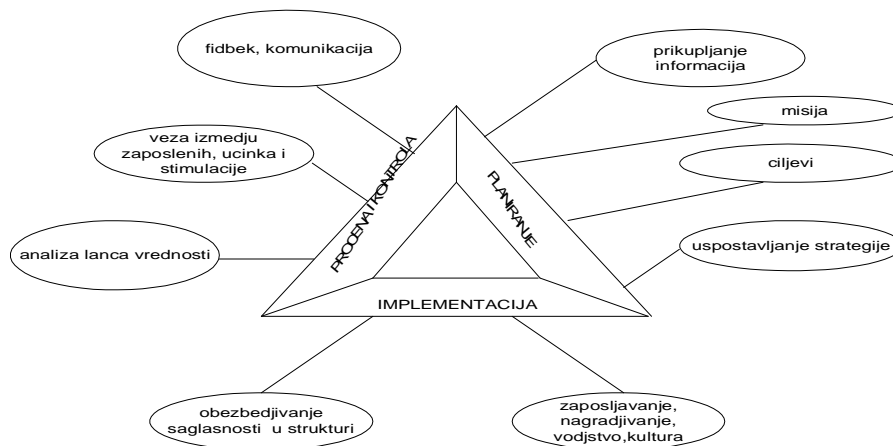 fidbek, komunikacija
prikupljanje
informacija
misija
veza izmedju
zaposlenih, ucinka i
stimulacije
ciljevi
PROCENA I KONTROLA
PLANIRANJE
analiza lanca vrednosti
uspostavljanje strategije
IMPLEMENTACIJA
obezbedjivanje
saglasnosti u strukturi
zaposljavanje,
nagradjivanje,
vodjstvo,kultura